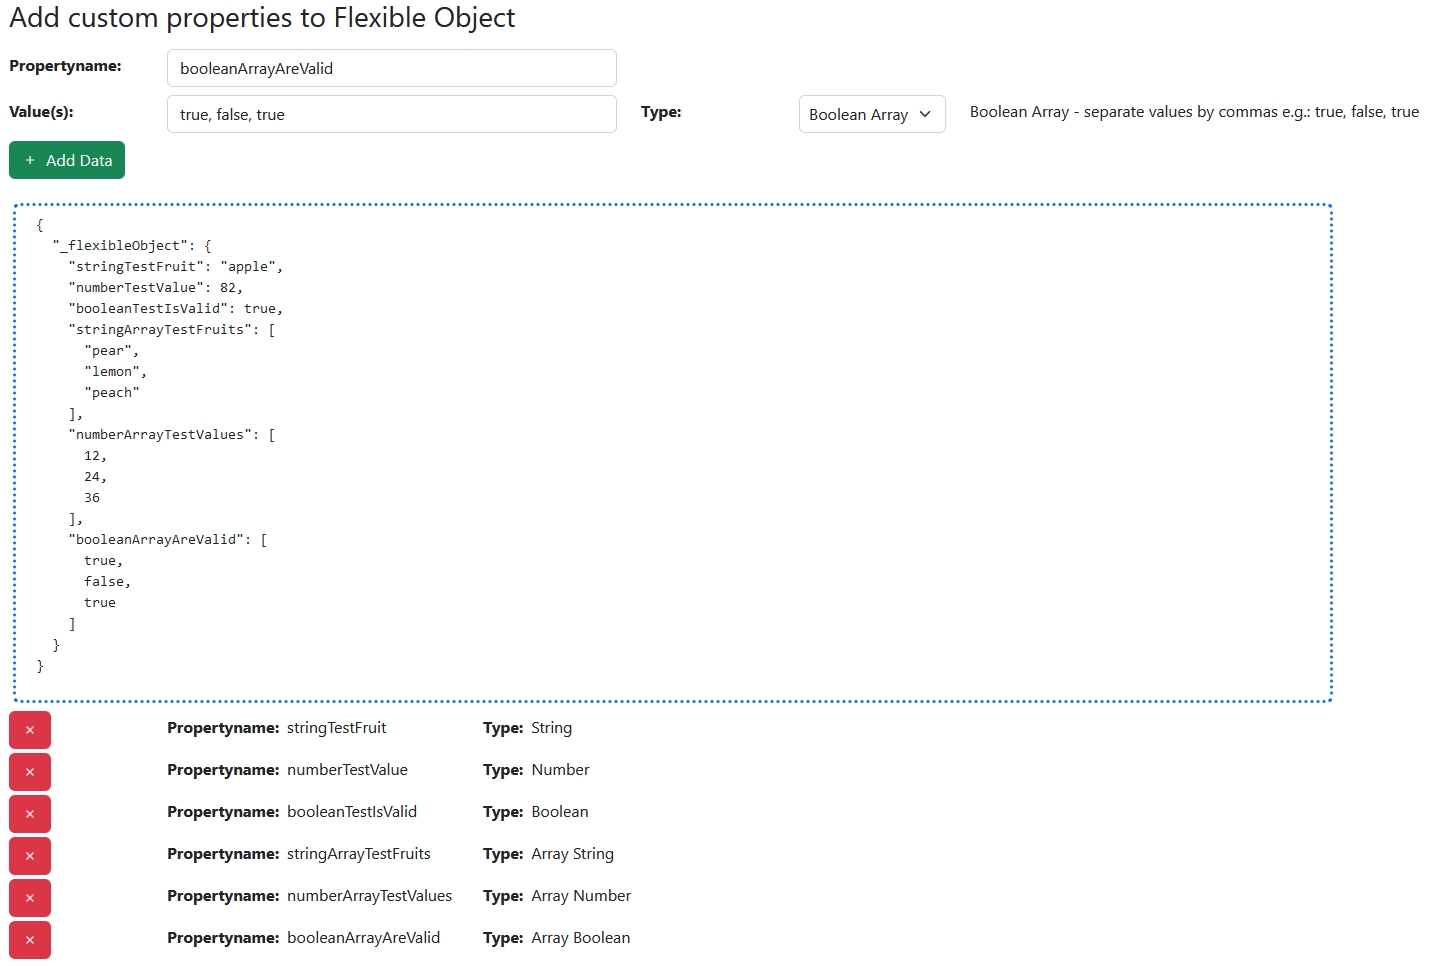 Add custom properties to Flexible Object
Propertyname: booleanArrayAreValid
Value(s): true, false, true Type: Boolean Array Boolean Array - separate values by commas e.g.: true, false, true
+ Add Data
{
  "_flexibleObject": {
    "stringTestFruit": "apple",
    "numberTestValue": 82,
    "booleanTestIsValid": true,
    "stringArrayTestFruits": [
      "pear",
      "lemon",
      "peach"
    ],
    "numberArrayTestValues": [
      12,
      24,
      36
    ],
    "booleanArrayAreValid": [
      true,
      false,
      true
    ]
  }
}
× Propertyname: stringTestFruit Type: String
× Propertyname: numberTestValue Type: Number
× Propertyname: booleanTestIsValid Type: Boolean
× Propertyname: stringArrayTestFruits Type: Array String
× Propertyname: numberArrayTestValues Type: Array Number
× Propertyname: booleanArrayAreValid Type: Array Boolean